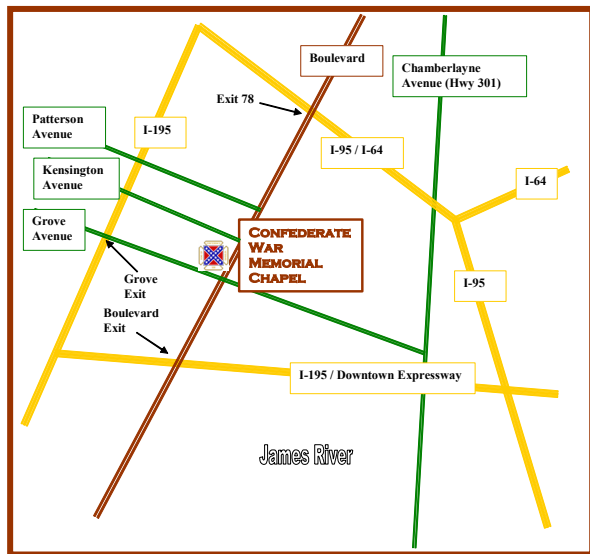 Boulevard
Chamberlayne
Avenue (Hwy 301)
Exit 78
Patterson
Avenue
I-195
I-95 / I-64
Kensington
Avenue
I-64
Grove
Avenue
CONFEDERATE
WAR
MEMORIAL
CHAPEL
Grove
Exit
I-95
Boulevard
Exit
I-195 / Downtown Expressway
James River